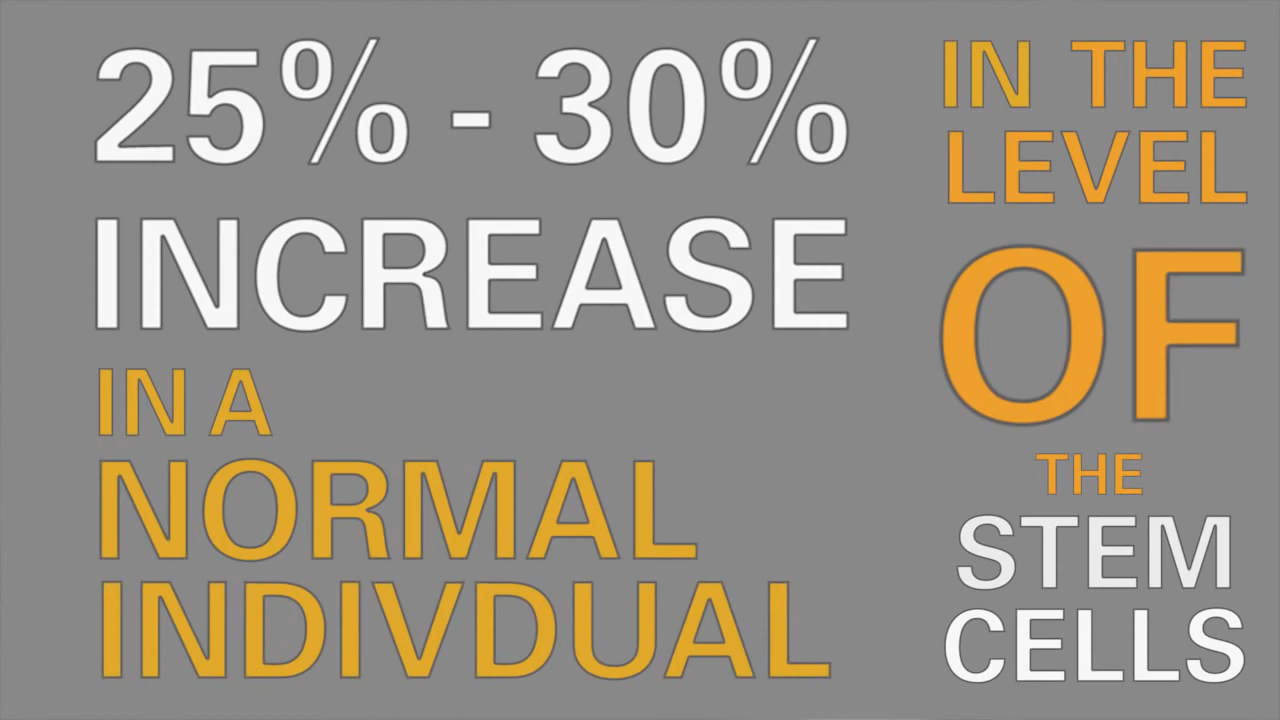 25% - 30%
INCREASE
IN A
NORMAL
INDIVDUAL
IN THE
LEVEL
OF
THE
STEM
CELLS